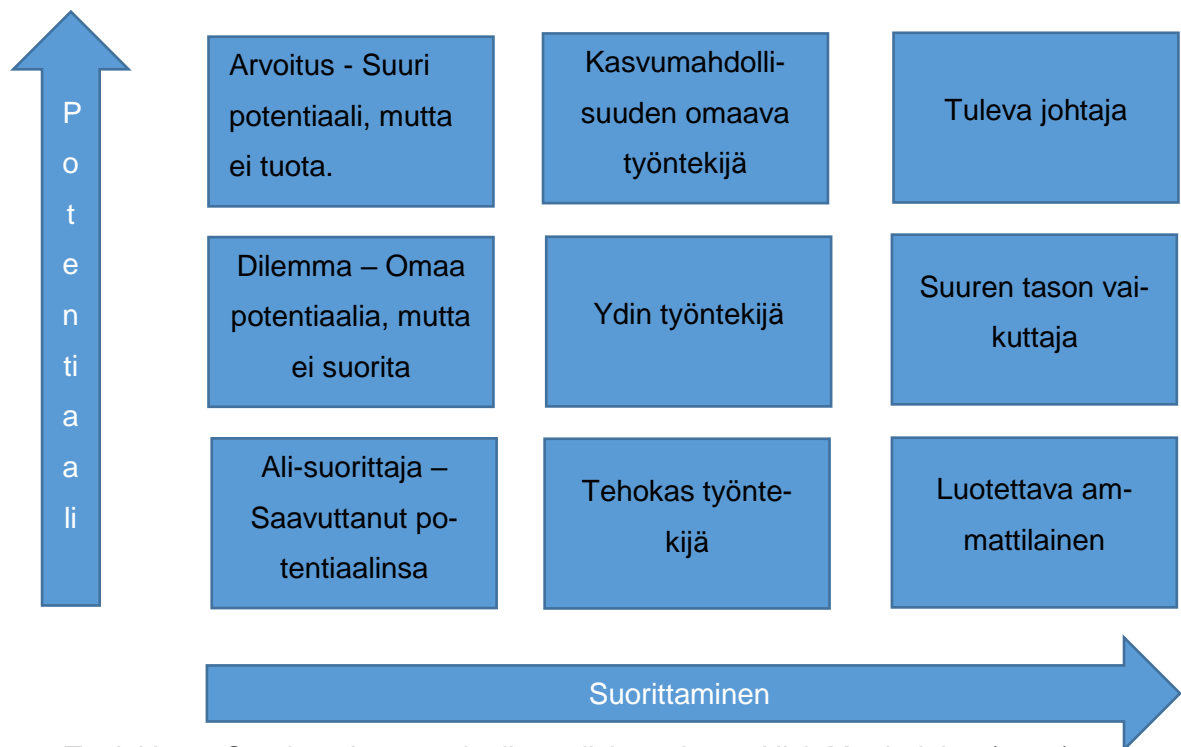 P
o
t
e
n
ti
a
a
li
Arvoitus - Suuri
potentiaali, mutta
ei tuota.
Kasvumahdolli-
suuden omaava
työntekijä
Tuleva johtaja
Dilemma – Omaa
potentiaalia, mutta
ei suorita
Ydin työntekijä
Suuren tason vai-
kuttaja
Ali-suorittaja –
Saavuttanut po-
tentiaalinsa
Tehokas työnte-
kijä
Luotettava am-
mattilainen
Suorittaminen